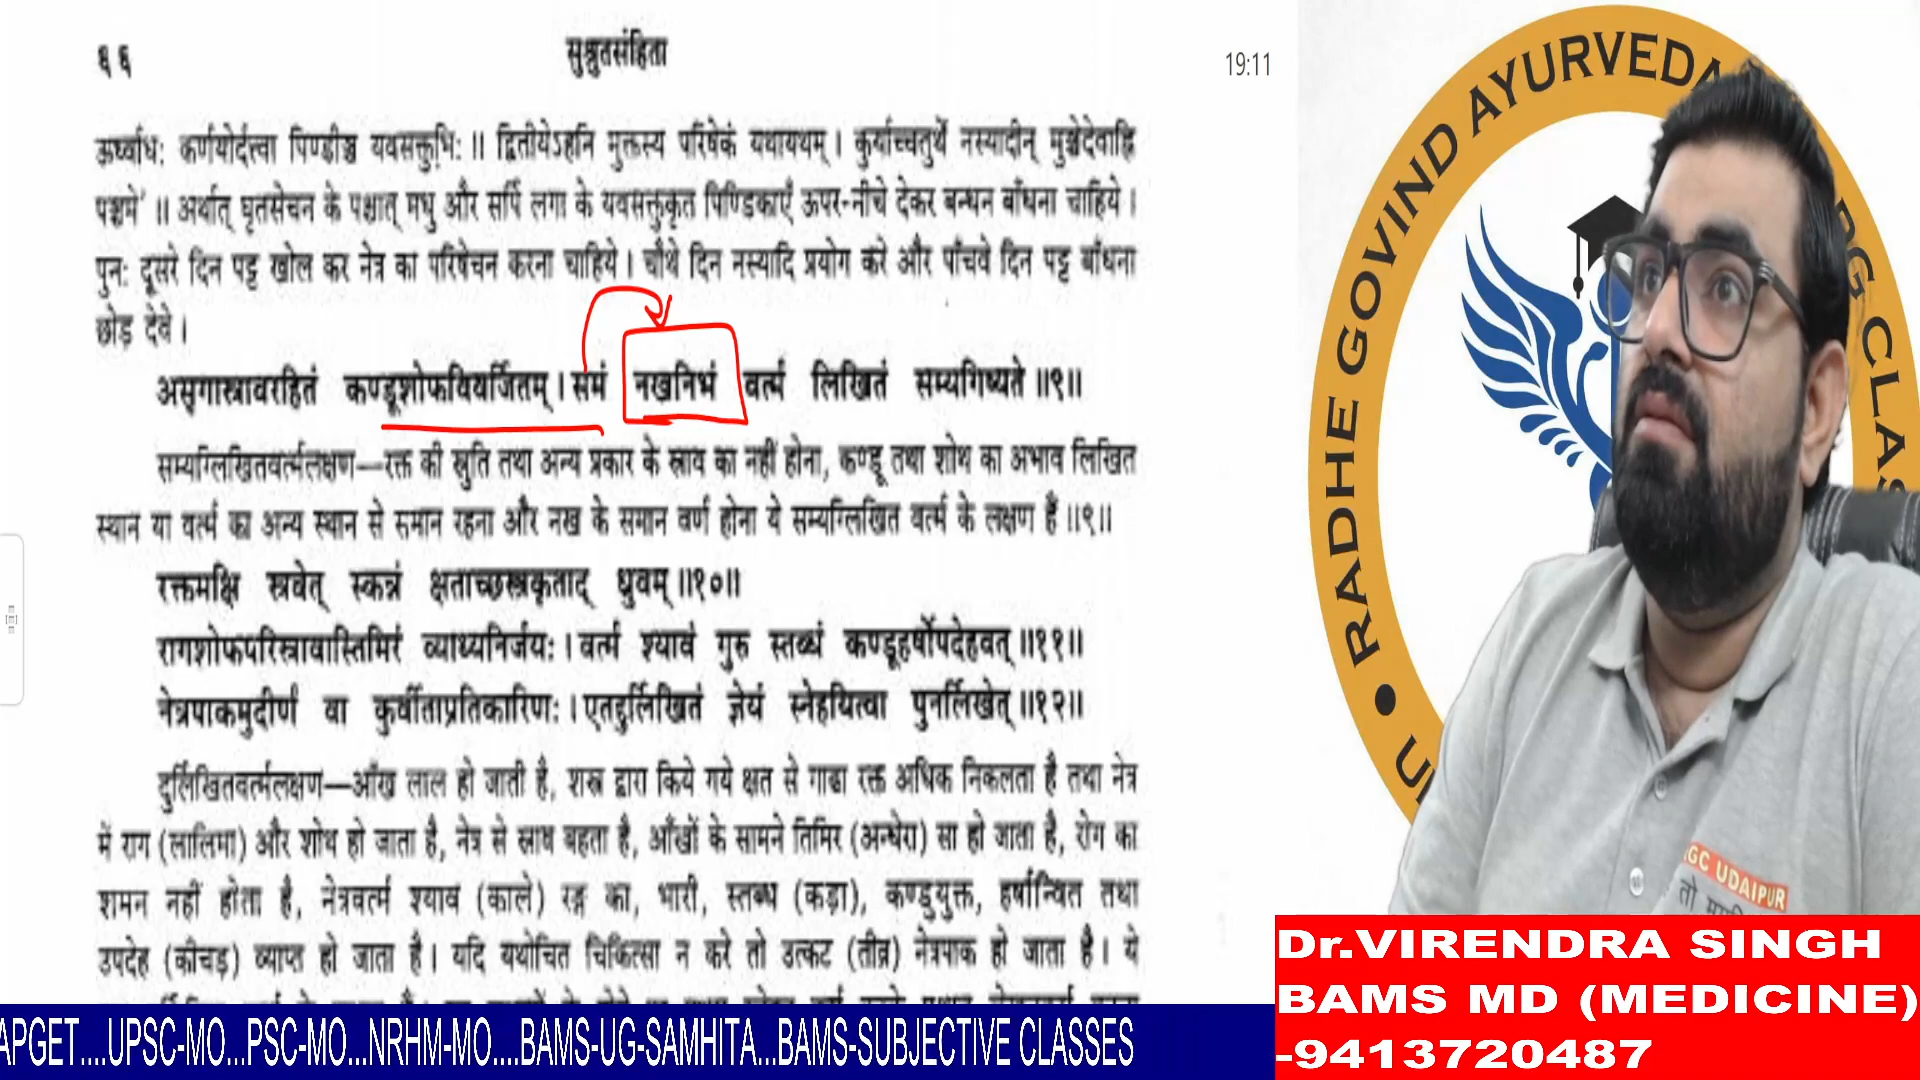 ६६
सुश्रुतसंहिता
19:11
ऊर्ध्वाधः कर्णयोर्दत्त्वा पिण्डीञ्च यवसक्तुभिः ॥ द्वितीयेऽहनि मुक्तस्य परिषेकं यथायथम् । कुर्याच्चतुर्थे नस्यादीन् मुञ्चेदेवाह्नि
पञ्चमे' ॥ अर्थात् घृतसेचन के पश्चात् मधु और सर्पि लगा के यवसक्तुकृत पिण्डिकाएँ ऊपर-नीचे देकर बन्धन बाँधना चाहिये ।
पुनः दूसरे दिन पट्ट खोल कर नेत्र का परिषेचन करना चाहिये । चौथे दिन नस्यादि प्रयोग करे और पाँचवे दिन पट्ट बाँधना
छोड़ देवे ।
असृगास्रावरहितं कण्डूशोफविवर्जितम् । समं नखनिभं वर्त्म लिखितं सम्यगिष्यते ॥९॥
सम्यग्लिखितवर्त्मलक्षण—रक्त की स्रुति तथा अन्य प्रकार के स्राव का नहीं होना, कण्डू तथा शोथ का अभाव लिखित
स्थान या वर्त्म का अन्य स्थान से समान रहना और नख के समान वर्ण होना ये सम्यग्लिखित वर्त्म के लक्षण हैं ॥९॥
रक्तमक्षि स्रवेत् स्कन्नं क्षताच्छस्त्रकृताद् ध्रुवम् ॥१०॥
रागशोफपरिस्रावास्तिमिरं व्याध्यनिर्जयः । वर्त्म श्यावं गुरु स्तब्धं कण्डूहर्षोपदेहवत् ॥११॥
नेत्रपाकमुदीर्णं वा कुर्वीताप्रतिकारिणः । एतद्दुर्लिखितं ज्ञेयं स्नेहयित्वा पुनर्लिखेत् ॥१२॥
दुर्लिखितवर्त्मलक्षण—आँख लाल हो जाती है, शस्त्र द्वारा किये गये क्षत से गाढा रक्त अधिक निकलता है तथा नेत्र
में राग (लालिमा) और शोथ हो जाता है, नेत्र से स्राव बहता है, आँखों के सामने तिमिर (अन्धेरा) सा हो जाता है, रोग का
शमन नहीं होता है, नेत्रवर्त्म श्याव (काले) रङ्ग का, भारी, स्तब्ध (कड़ा), कण्डुयुक्त, हर्षान्वित तथा
उपदेह (कीचड़) व्याप्त हो जाता है । यदि यथोचित चिकित्सा न करे तो उत्कट (तीव्र) नेत्रपाक हो जाता है । ये
RADHE GOVIND AYURVEDA PG CLAS
GC UDAIPUR
तो
Dr.VIRENDRA SINGH
BAMS MD (MEDICINE)
-9413720487
APGET....UPSC-MO...PSC-MO...NRHM-MO....BAMS-UG-SAMHITA...BAMS-SUBJECTIVE CLASSES